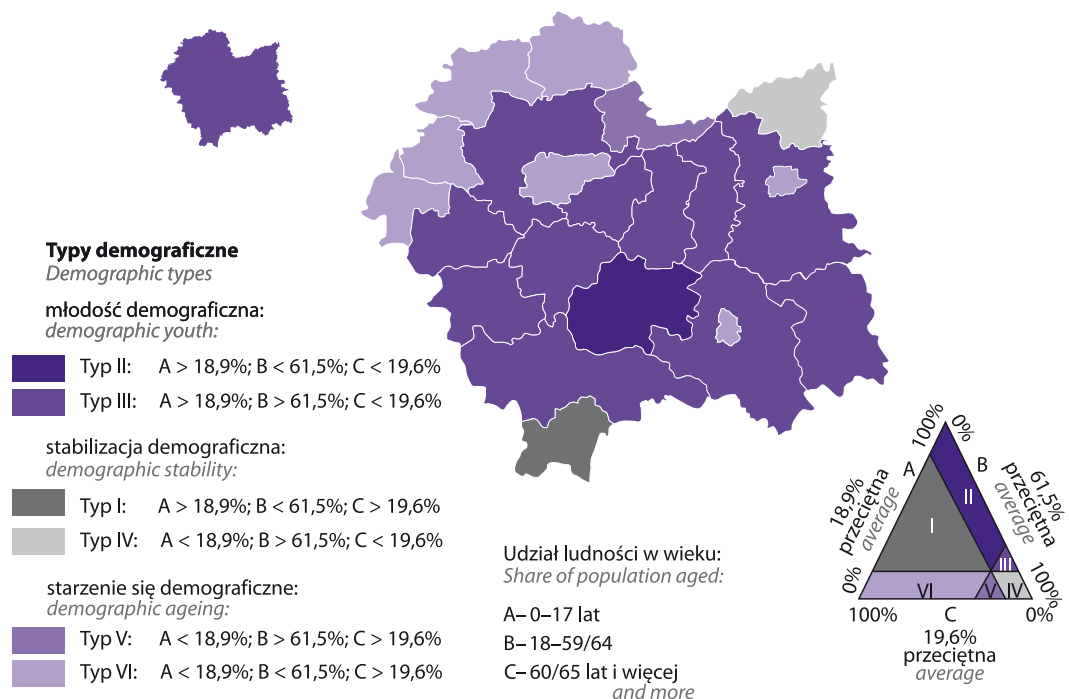 Typy demograficzne
Demographic types
młodość demograficzna:
demographic youth:
Typ II: A > 18,9%; B < 61,5%; C < 19,6%
Typ III: A > 18,9%; B > 61,5%; C < 19,6%
stabilizacja demograficzna:
demographic stability:
Typ I: A > 18,9%; B < 61,5%; C > 19,6%
Typ IV: A < 18,9%; B > 61,5%; C < 19,6%
starzenie się demograficzne:
demographic ageing:
Typ V: A < 18,9%; B > 61,5%; C > 19,6%
Typ VI: A < 18,9%; B < 61,5%; C > 19,6%
Udział ludności w wieku:
Share of population aged:
A– 0–17 lat
B– 18–59/64
C– 60/65 lat i więcej
and more
100%
0%
A
B
18,9%
przeciętna
average
61,5%
przeciętna
average
II
I
III
0%
100%
VI
V
IV
100%
C
0%
19,6%
przeciętna
average